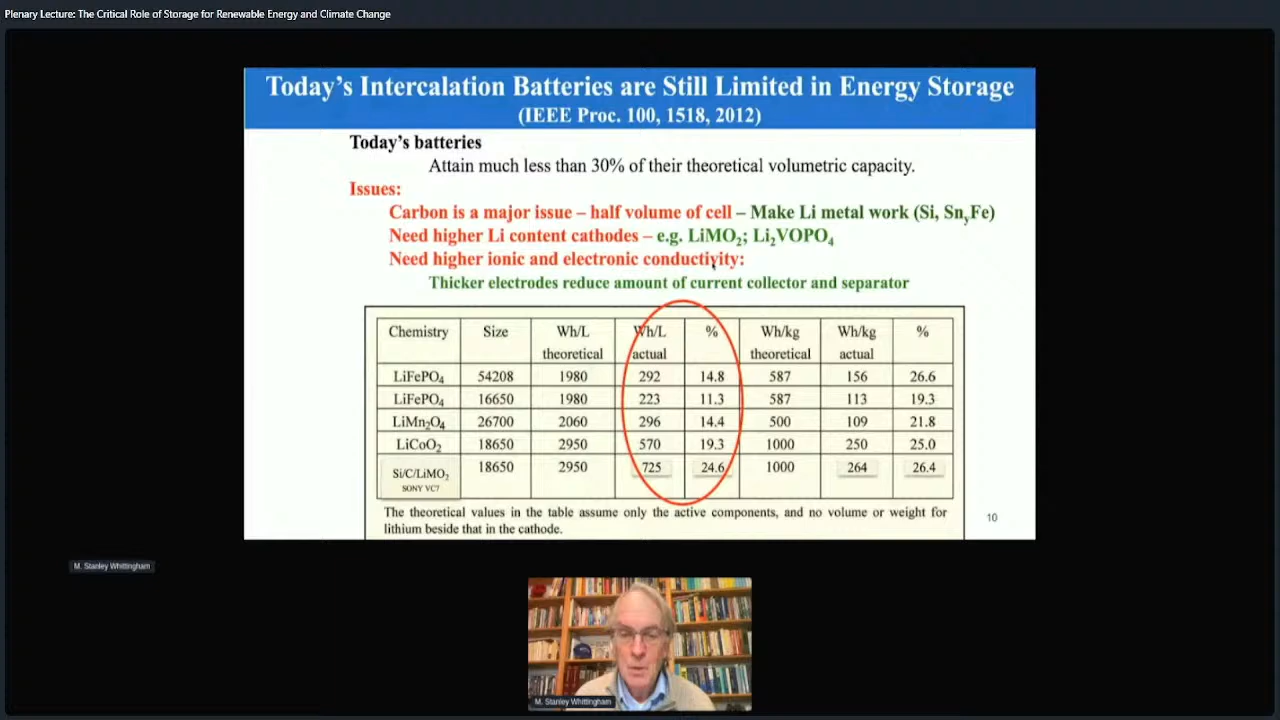 Plenary Lecture: The Critical Role of Storage for Renewable Energy and Climate Change
Today's Intercalation Batteries are Still Limited in Energy Storage
(IEEE Proc. 100, 1518, 2012)
Today's batteries
Attain much less than 30% of their theoretical volumetric capacity.
Issues:
Carbon is a major issue – half volume of cell – Make Li metal work (Si, SnyFe)
Need higher Li content cathodes – e.g. LiMO2; Li2VOPO4
Need higher ionic and electronic conductivity:
Thicker electrodes reduce amount of current collector and separator
Chemistry Size Wh/L theoretical Wh/L actual % Wh/kg theoretical Wh/kg actual %
LiFePO4 54208 1980 292 14.8 587 156 26.6
LiFePO4 16650 1980 223 11.3 587 113 19.3
LiMn2O4 26700 2060 296 14.4 500 109 21.8
LiCoO2 18650 2950 570 19.3 1000 250 25.0
Si/C/LiMO2 SONY VC7 18650 2950 725 24.6 1000 264 26.4
The theoretical values in the table assume only the active components, and no volume or weight for
lithium beside that in the cathode.
10
M. Stanley Whittingham
M. Stanley Whittingham